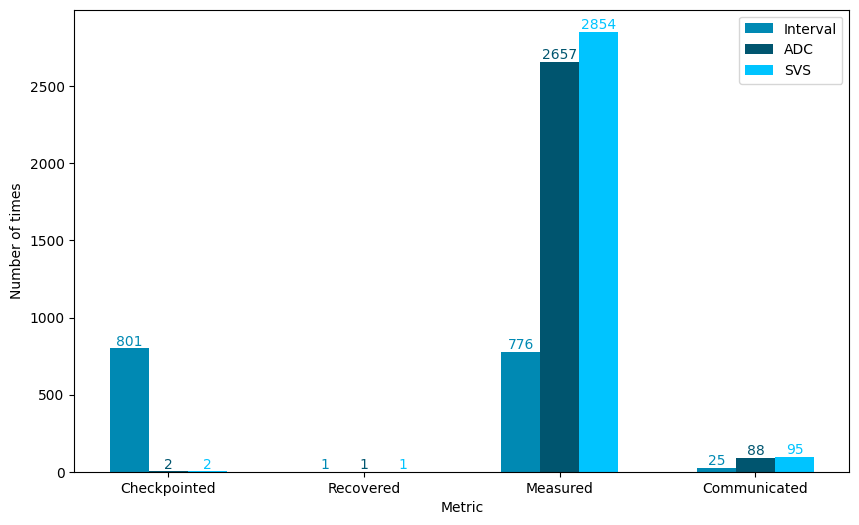 Interval
ADC
SVS
Number of times
2500
2000
1500
1000
500
0
801
2
2
1
1
1
776
2657
2854
25
88
95
Checkpointed
Recovered
Measured
Communicated
Metric